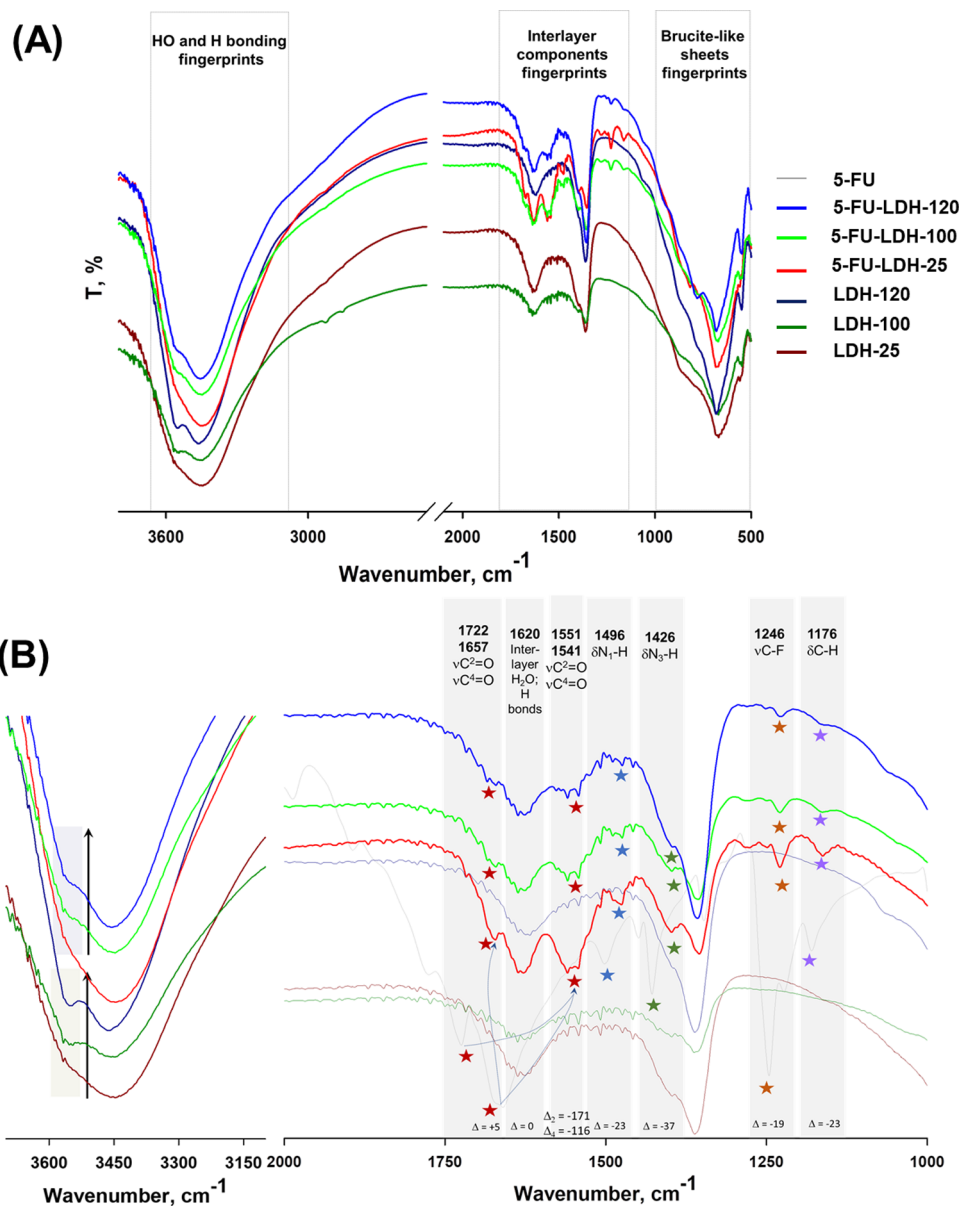 (A)
HO and H bonding
fingerprints
Interlayer
components
fingerprints
Brucite-like
sheets
fingerprints
T, %
5-FU
5-FU-LDH-120
5-FU-LDH-100
5-FU-LDH-25
LDH-120
LDH-100
LDH-25
3600
3000
2000
1500
1000
500
Wavenumber, cm-1
(B)
1722
1657
νC2=O
νC4=O
1620
Inter-
layer
H2O;
H
bonds
1551
1541
νC2=O
νC4=O
1496
δN1-H
1426
δN3-H
1246
νC-F
1176
δC-H
Δ = +5
Δ = 0
Δ2 = -171
Δ4 = -116
Δ = -23
Δ = -37
Δ = -19
Δ = -23
3600
3450
3300
3150
2000
1750
1500
1250
1000
Wavenumber, cm-1
Wavenumber, cm-1